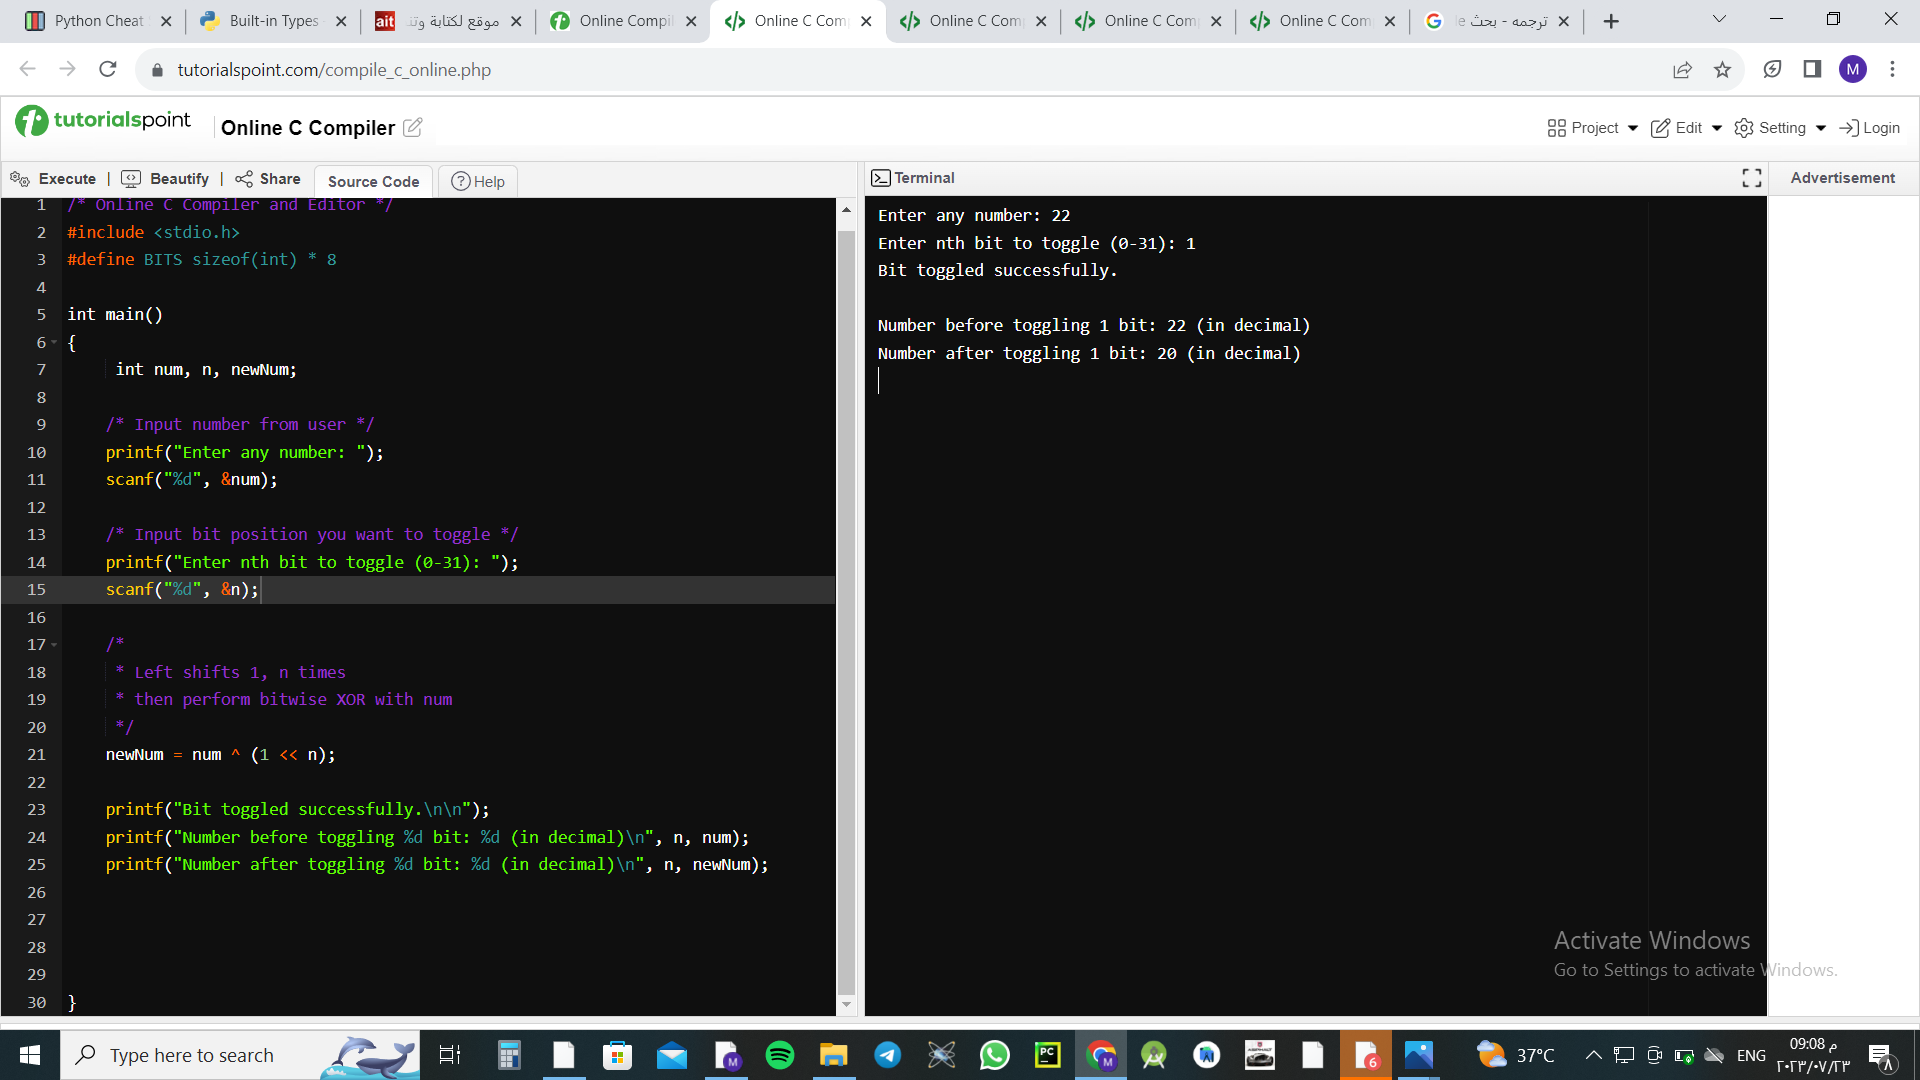 Python Cheat
Built-in Types
موقع لكتابة وتنـ
Online Compil
Online C Com
Online C Com
Online C Com
Online C Com
ترجمه - بحث
tutorialspoint.com/compile_c_online.php
M
tutorialspoint
Online C Compiler
Project
Edit
Setting
Login
Execute | Beautify | Share
Source Code
Help
Terminal
Advertisement
1 /* Online C Compiler and Editor */
2 #include <stdio.h>
3 #define BITS sizeof(int) * 8
4
5 int main()
6 {
7 int num, n, newNum;
8
9 /* Input number from user */
10 printf("Enter any number: ");
11 scanf("%d", &num);
12
13 /* Input bit position you want to toggle */
14 printf("Enter nth bit to toggle (0-31): ");
15 scanf("%d", &n);
16
17 /*
18 * Left shifts 1, n times
19 * then perform bitwise XOR with num
20 */
21 newNum = num ^ (1 << n);
22
23 printf("Bit toggled successfully.\n\n");
24 printf("Number before toggling %d bit: %d (in decimal)\n", n, num);
25 printf("Number after toggling %d bit: %d (in decimal)\n", n, newNum);
26
27
28
29
30 }
Enter any number: 22
Enter nth bit to toggle (0-31): 1
Bit toggled successfully.
Number before toggling 1 bit: 22 (in decimal)
Number after toggling 1 bit: 20 (in decimal)
Activate Windows
Go to Settings to activate Windows.
Type here to search
37°C
ENG
09:08 م
٢٠٢٣/٠٧/٢٣